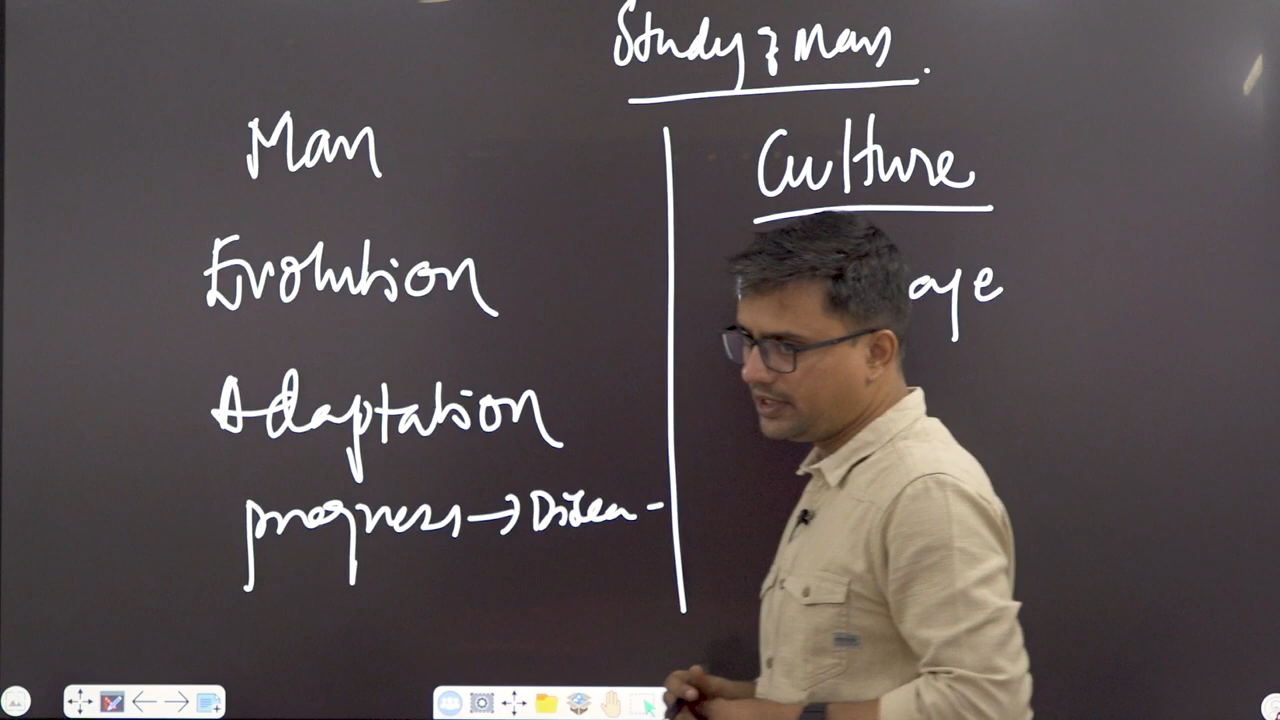 Study of Man.
Man
Evolution
Adaptation
progress → Disea -
Culture